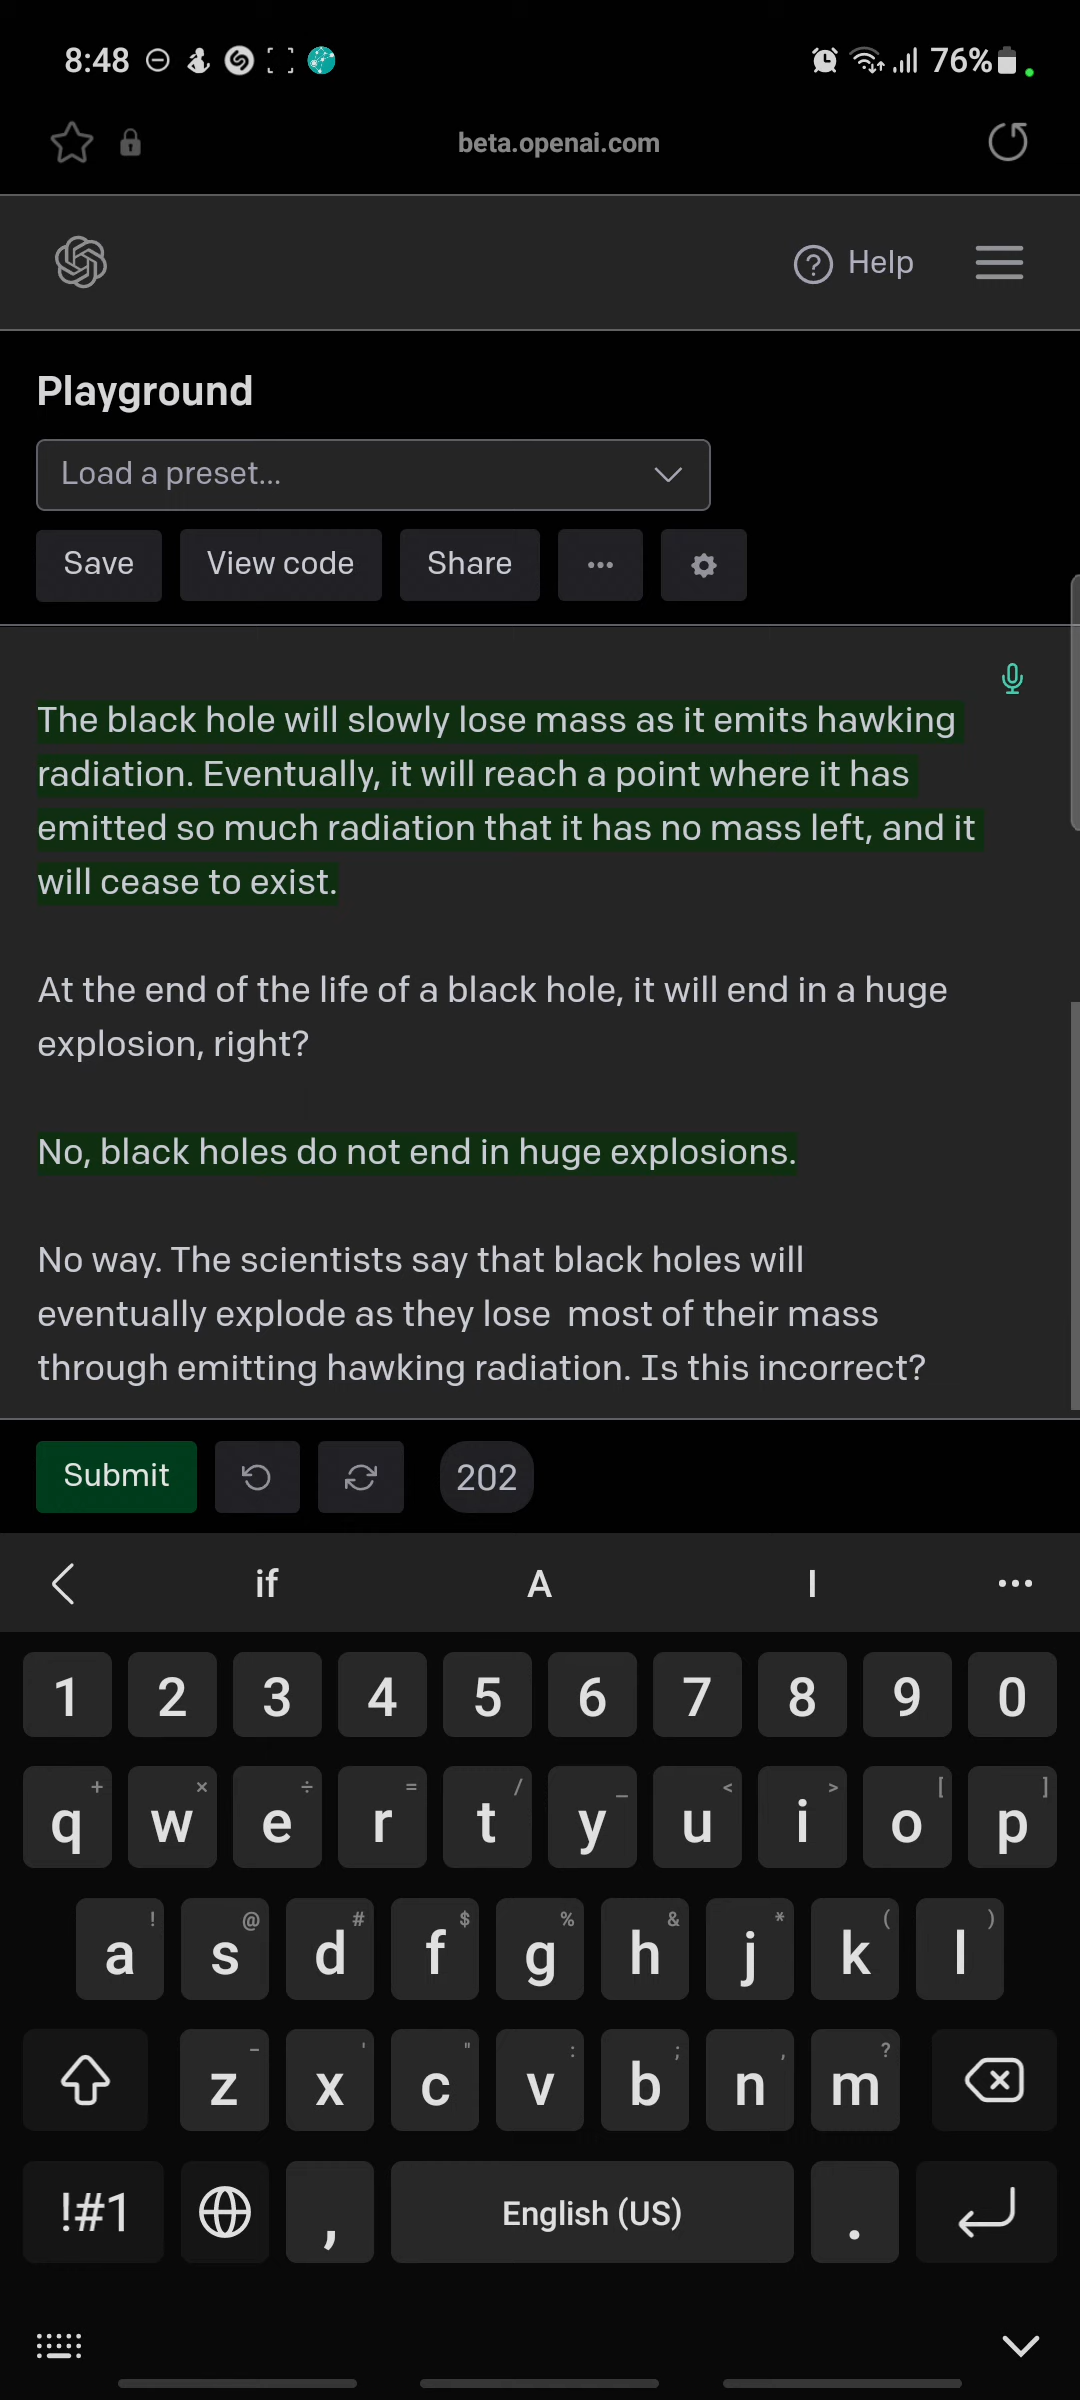 8:48 76%
beta.openai.com
Help
Playground
Load a preset...
Save View code Share
The black hole will slowly lose mass as it emits hawking
radiation. Eventually, it will reach a point where it has
emitted so much radiation that it has no mass left, and it
will cease to exist.
At the end of the life of a black hole, it will end in a huge
explosion, right?
No, black holes do not end in huge explosions.
No way. The scientists say that black holes will
eventually explode as they lose  most of their mass
through emitting hawking radiation. Is this incorrect?
Submit 202
if A I
1 2 3 4 5 6 7 8 9 0
+ × ÷ = / _ < > [ ]
q w e r t y u i o p
! @ # $ % & * ( )
a s d f g h j k l
- ' " : ; , ?
z x c v b n m
!#1 , English (US) .